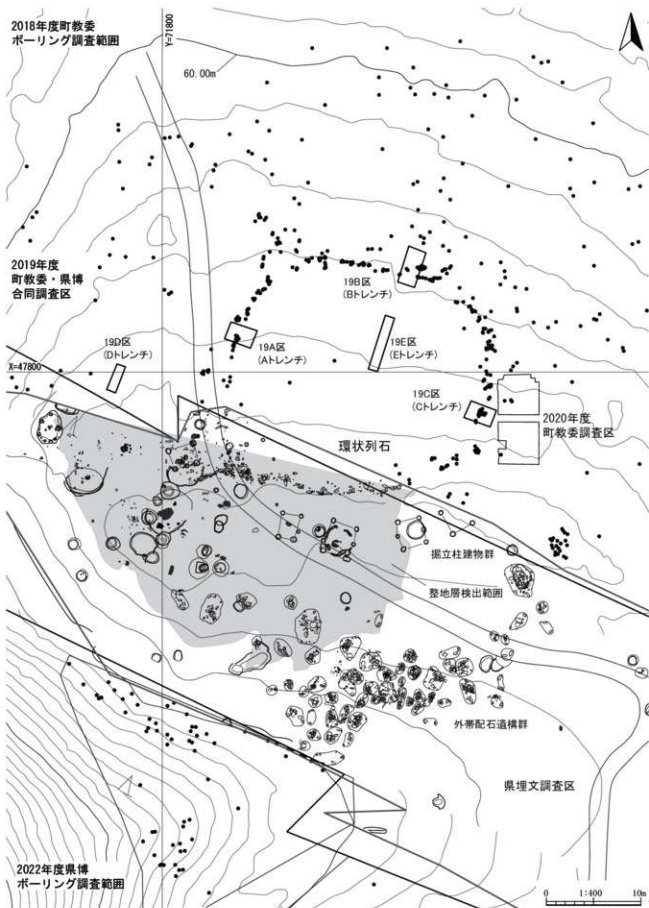 2018年度町教委
ボーリング調査範囲
Y=71800
60.00m
2019年度
町教委・県博
合同調査区
19B区
(Bトレンチ)
19D区
(Dトレンチ)
19A区
(Aトレンチ)
19E区
(Eトレンチ)
X=47800
19C区
(Cトレンチ)
2020年度
町教委調査区
環状列石
掘立柱建物群
整地層検出範囲
外帯配石遺構群
県埋文調査区
2022年度県博
ボーリング調査範囲
0 1:400 10m